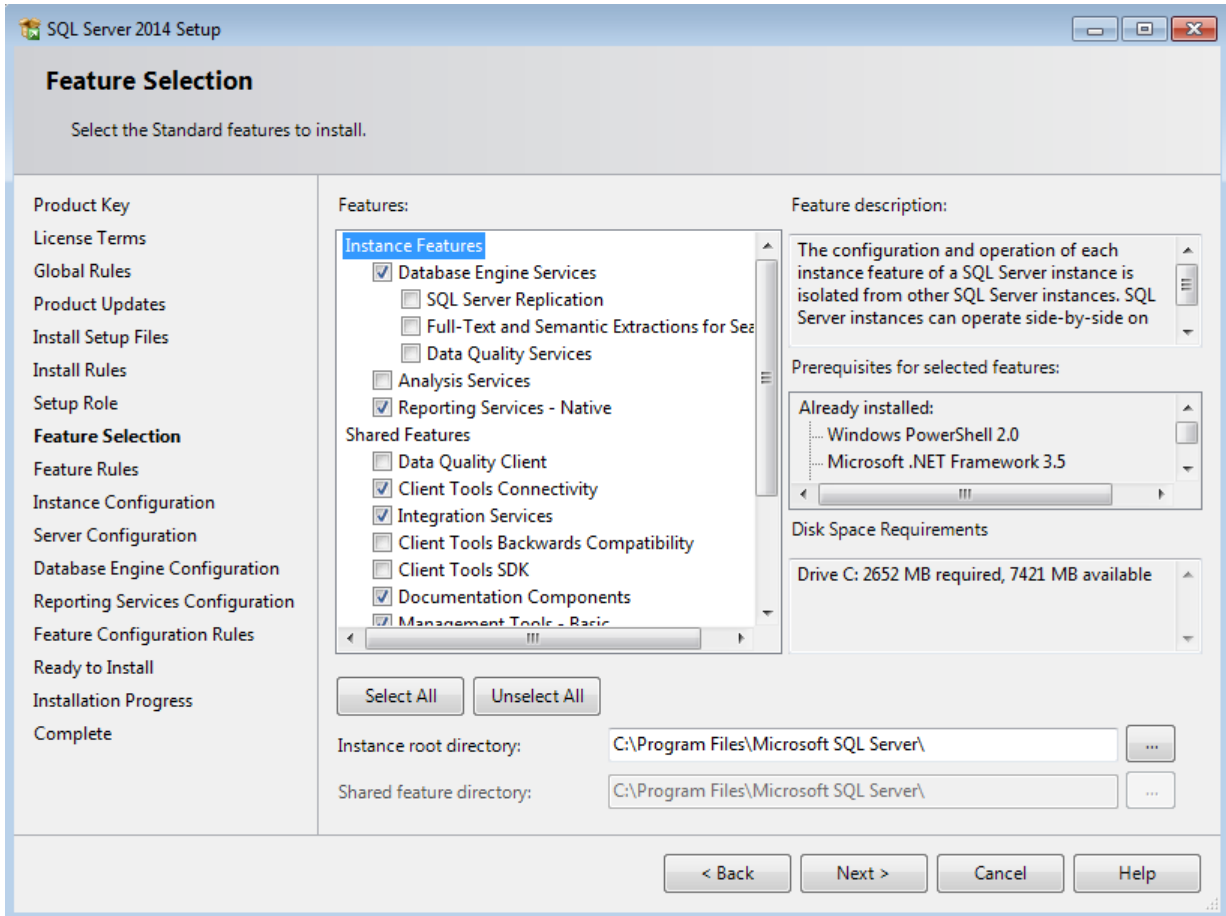 SQL Server 2014 Setup
Feature Selection
Select the Standard features to install.
Product Key
License Terms
Global Rules
Product Updates
Install Setup Files
Install Rules
Setup Role
Feature Selection
Feature Rules
Instance Configuration
Server Configuration
Database Engine Configuration
Reporting Services Configuration
Feature Configuration Rules
Ready to Install
Installation Progress
Complete
Features:
Instance Features
Database Engine Services
SQL Server Replication
Full-Text and Semantic Extractions for Sea
Data Quality Services
Analysis Services
Reporting Services - Native
Shared Features
Data Quality Client
Client Tools Connectivity
Integration Services
Client Tools Backwards Compatibility
Client Tools SDK
Documentation Components
Management Tools - Basic
Feature description:
The configuration and operation of each
instance feature of a SQL Server instance is
isolated from other SQL Server instances. SQL
Server instances can operate side-by-side on
Prerequisites for selected features:
Already installed:
Windows PowerShell 2.0
Microsoft .NET Framework 3.5
Disk Space Requirements
Drive C: 2652 MB required, 7421 MB available
Select All
Unselect All
Instance root directory:
C:\Program Files\Microsoft SQL Server\
...
Shared feature directory:
C:\Program Files\Microsoft SQL Server\
...
< Back
Next >
Cancel
Help